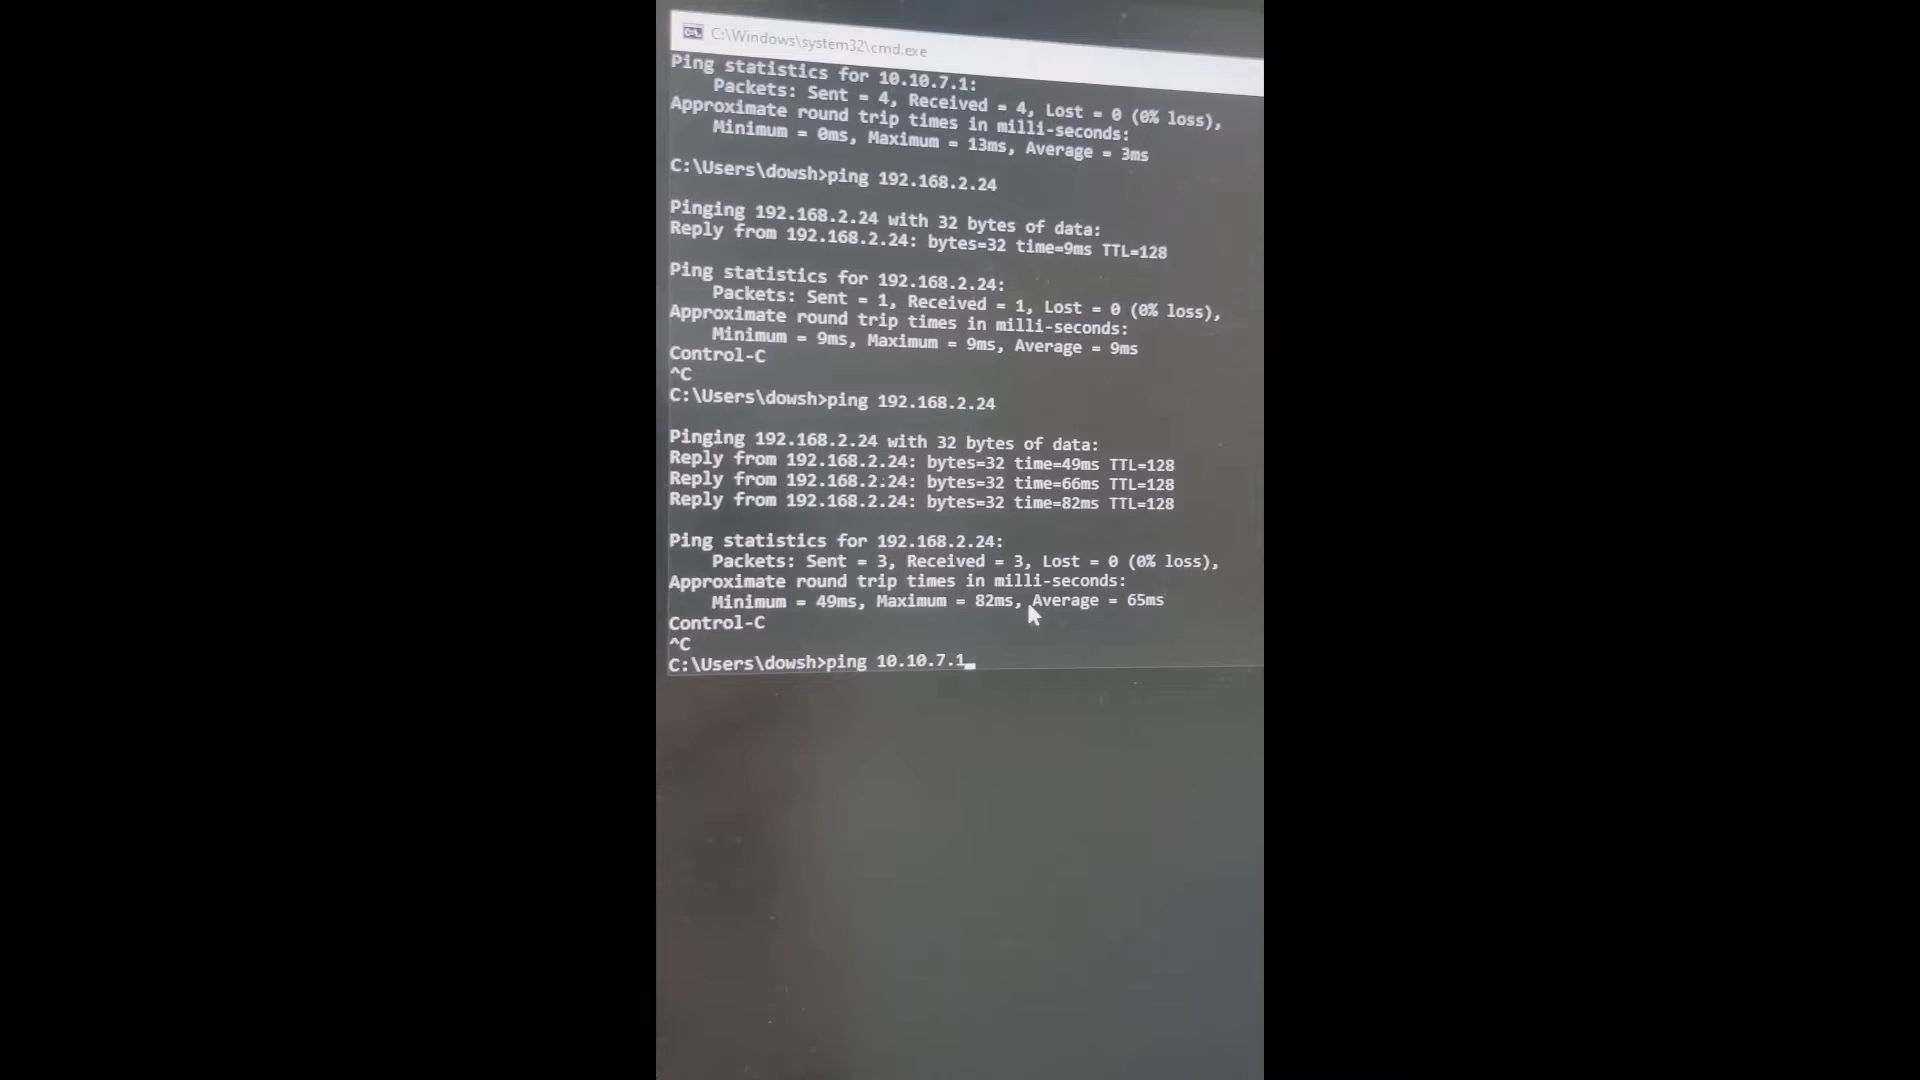 C:\Windows\system32\cmd.exe
Ping statistics for 10.10.7.1:
Packets: Sent = 4, Received = 4, Lost = 0 (0% loss),
Approximate round trip times in milli-seconds:
Minimum = 0ms, Maximum = 13ms, Average = 3ms
C:\Users\dowsh>ping 192.168.2.24
Pinging 192.168.2.24 with 32 bytes of data:
Reply from 192.168.2.24: bytes=32 time=9ms TTL=128
Ping statistics for 192.168.2.24:
Packets: Sent = 1, Received = 1, Lost = 0 (0% loss),
Approximate round trip times in milli-seconds:
Minimum = 9ms, Maximum = 9ms, Average = 9ms
Control-C
^C
C:\Users\dowsh>ping 192.168.2.24
Pinging 192.168.2.24 with 32 bytes of data:
Reply from 192.168.2.24: bytes=32 time=49ms TTL=128
Reply from 192.168.2.24: bytes=32 time=66ms TTL=128
Reply from 192.168.2.24: bytes=32 time=82ms TTL=128
Ping statistics for 192.168.2.24:
Packets: Sent = 3, Received = 3, Lost = 0 (0% loss),
Approximate round trip times in milli-seconds:
Minimum = 49ms, Maximum = 82ms, Average = 65ms
Control-C
^C
C:\Users\dowsh>ping 10.10.7.1